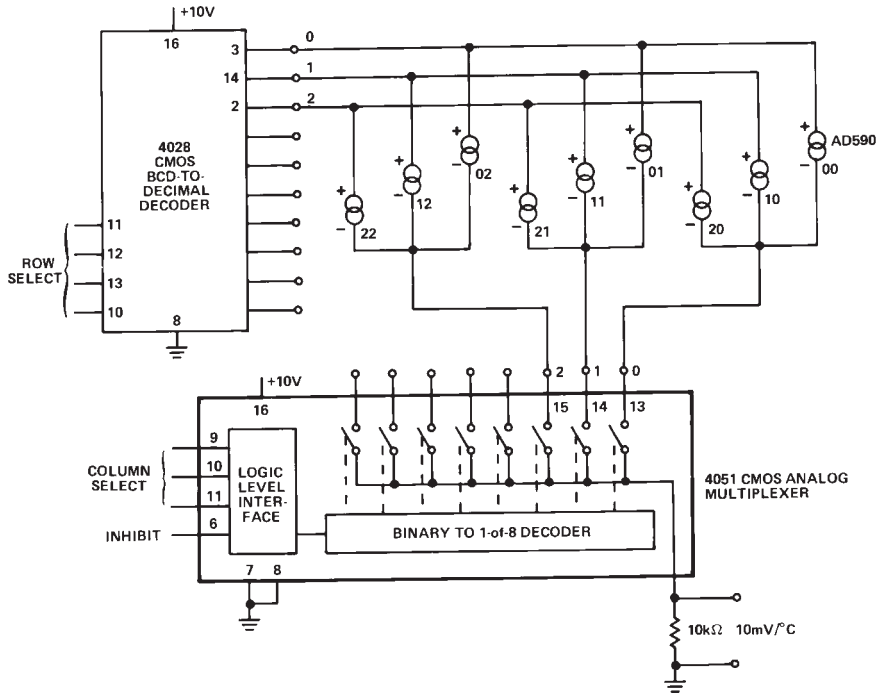 +10V
16
3
0
14
1
2
2
4028
CMOS
BCD-TO-
DECIMAL
DECODER
11
12
13
10
ROW
SELECT
8
+
−
22
+
−
12
+
−
02
+
−
21
+
−
11
+
−
01
+
−
20
+
−
10
+
−
00
AD590
+10V
16
2
1
0
15
14
13
9
10
11
6
COLUMN
SELECT
INHIBIT
LOGIC
LEVEL
INTER-
FACE
BINARY TO 1-of-8 DECODER
4051 CMOS ANALOG
MULTIPLEXER
7
8
10kΩ
10mV/°C